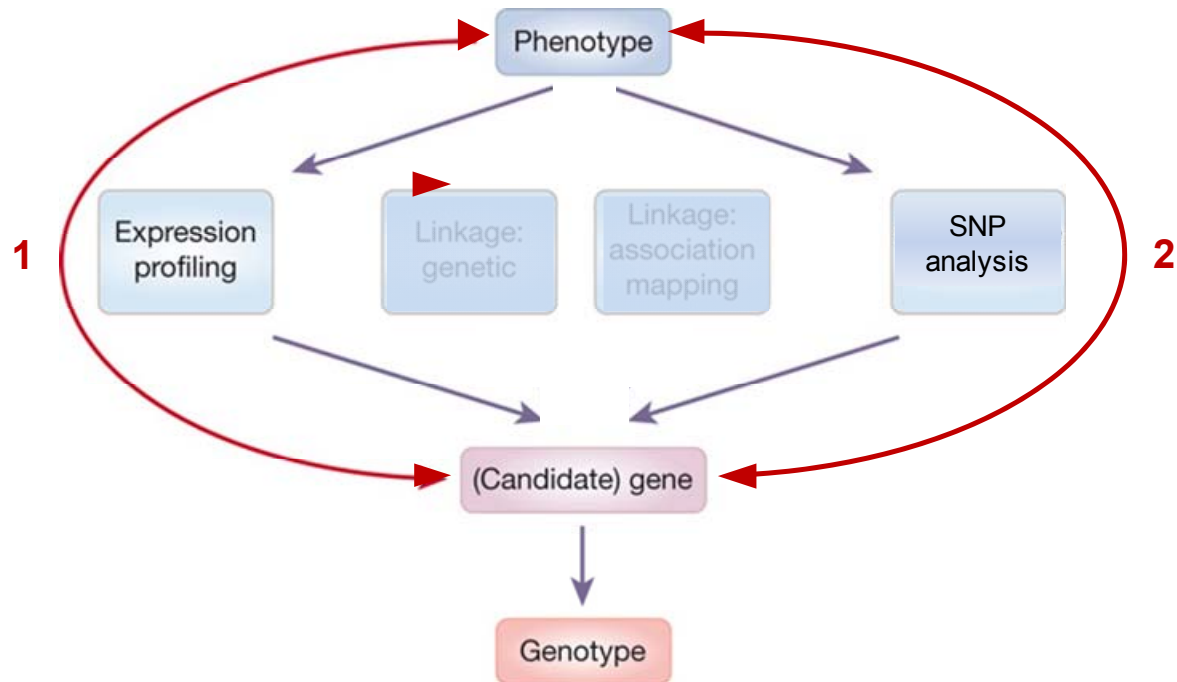 Phenotype
1
Expression
profiling
Linkage:
genetic
Linkage:
association
mapping
SNP
analysis
2
(Candidate) gene
Genotype